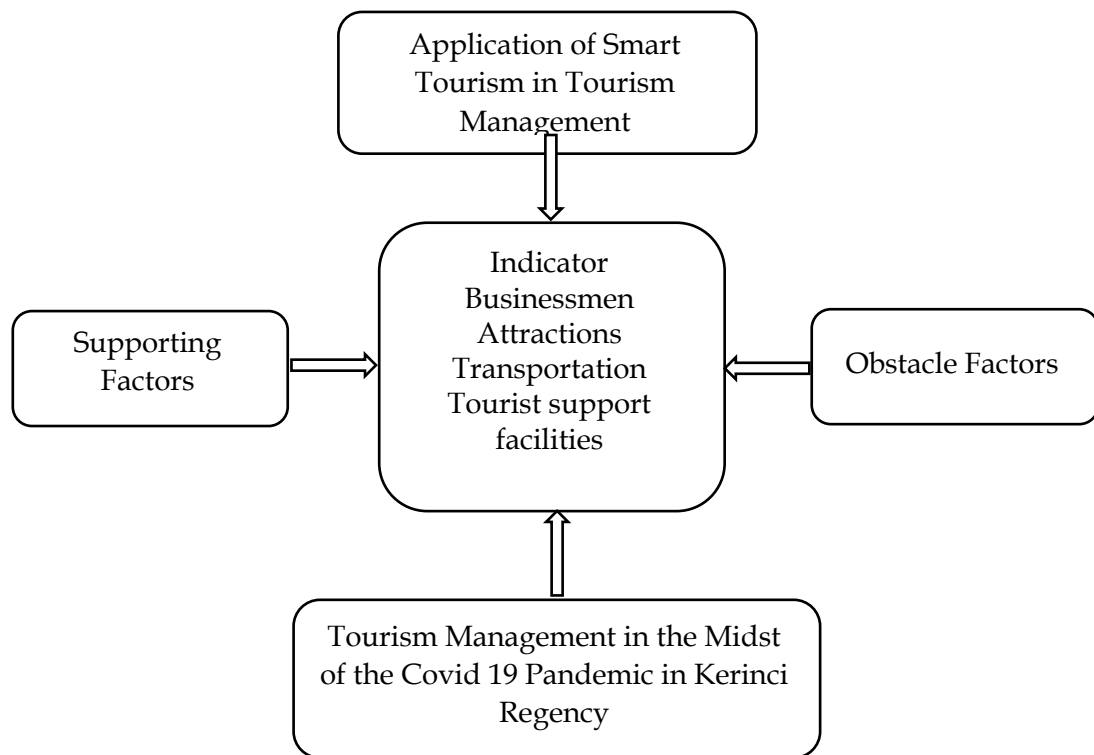 Application of Smart
Tourism in Tourism
Management
Indicator
Businessmen
Attractions
Transportation
Tourist support
facilities
Supporting
Factors
Obstacle Factors
Tourism Management in the Midst
of the Covid 19 Pandemic in Kerinci
Regency